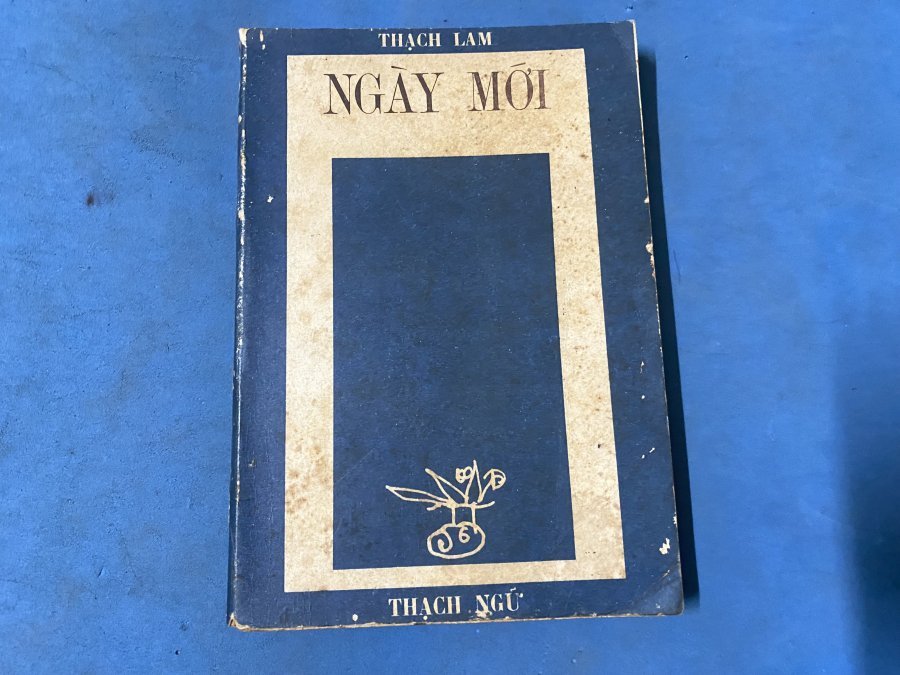 THẠCH LAM
NGÀY MỚI
THẠCH NGỮ